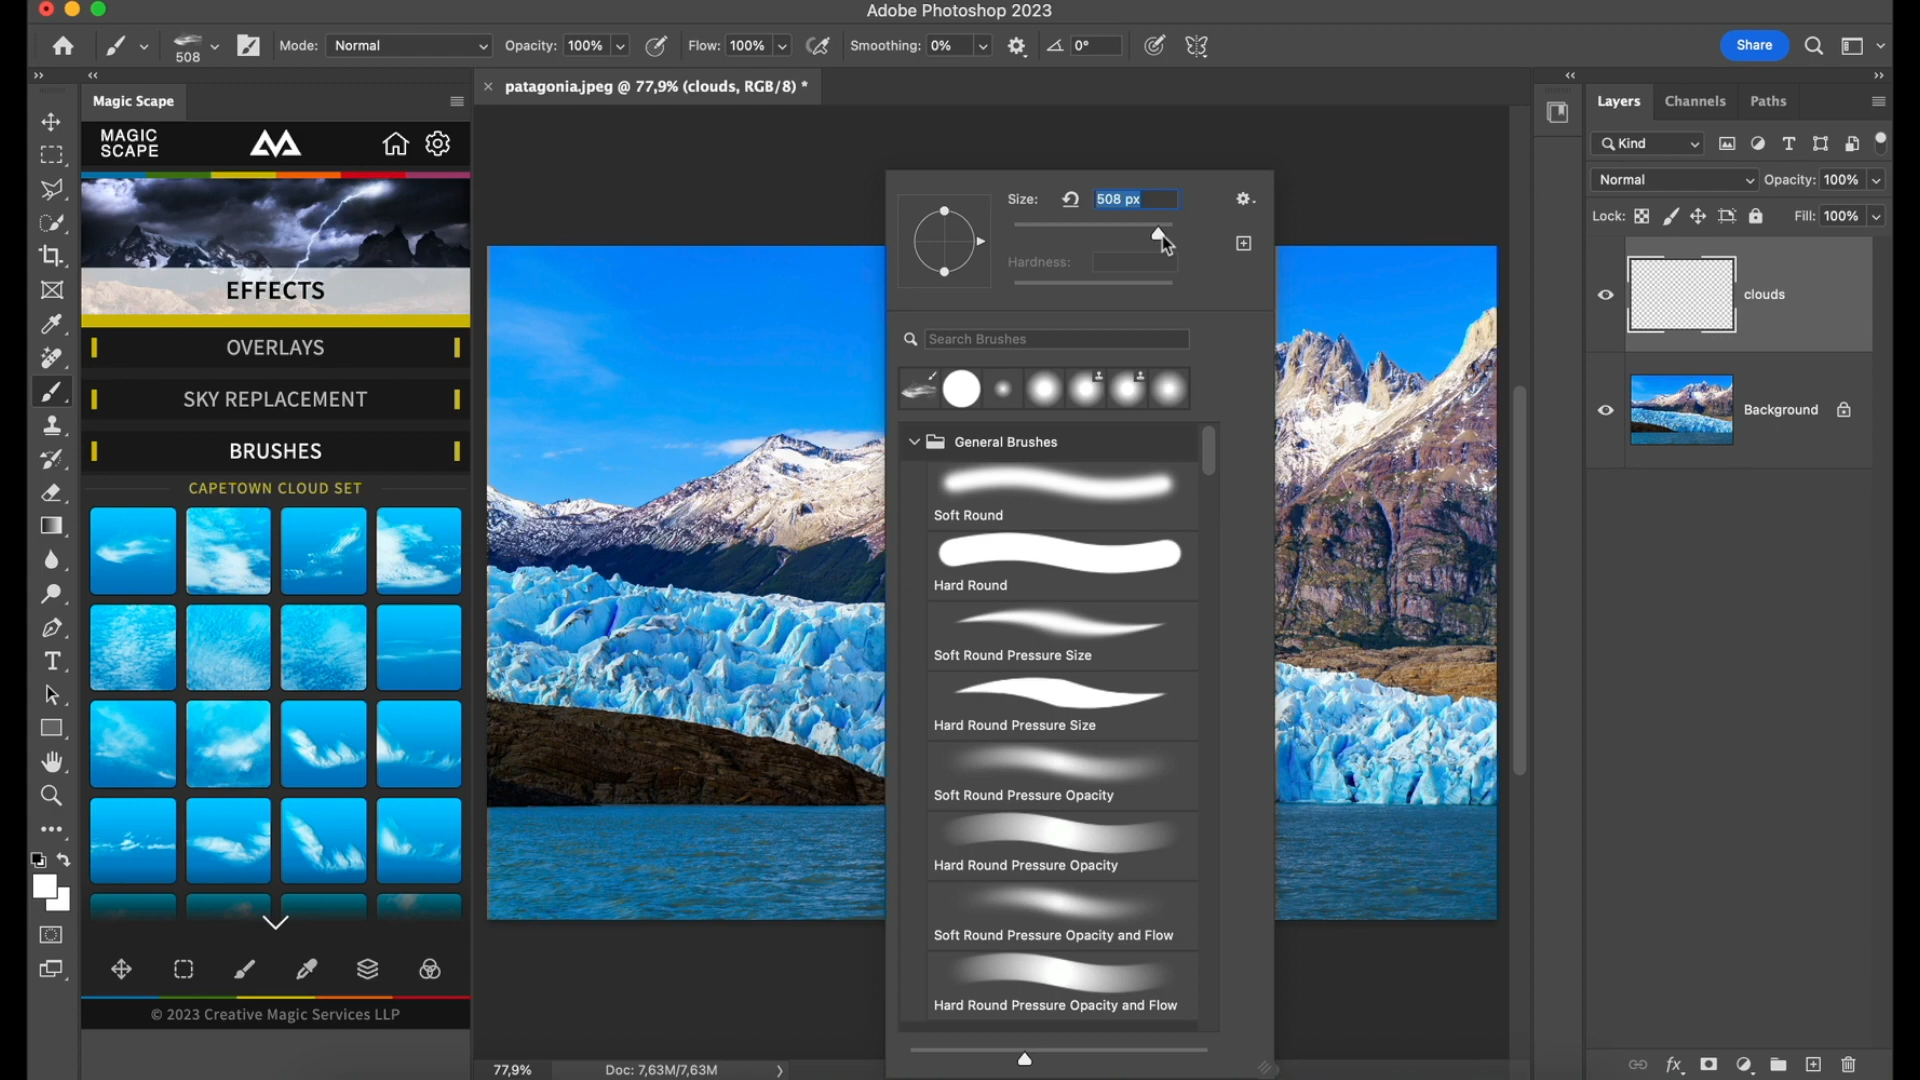 Adobe Photoshop 2023
508
Mode: Normal
Opacity: 100%
Flow: 100%
Smoothing: 0%
0°
Share
Magic Scape
patagonia.jpeg @ 77,9% (clouds, RGB/8) *
Layers Channels Paths
MAGIC
SCAPE
EFFECTS
OVERLAYS
SKY REPLACEMENT
BRUSHES
CAPETOWN CLOUD SET
© 2023 Creative Magic Services LLP
Size: 508 px
Hardness:
Search Brushes
General Brushes
Soft Round
Hard Round
Soft Round Pressure Size
Hard Round Pressure Size
Soft Round Pressure Opacity
Hard Round Pressure Opacity
Soft Round Pressure Opacity and Flow
Hard Round Pressure Opacity and Flow
Kind
Normal Opacity: 100%
Lock: Fill: 100%
clouds
Background
77,9% Doc: 7,63M/7,63M
fx